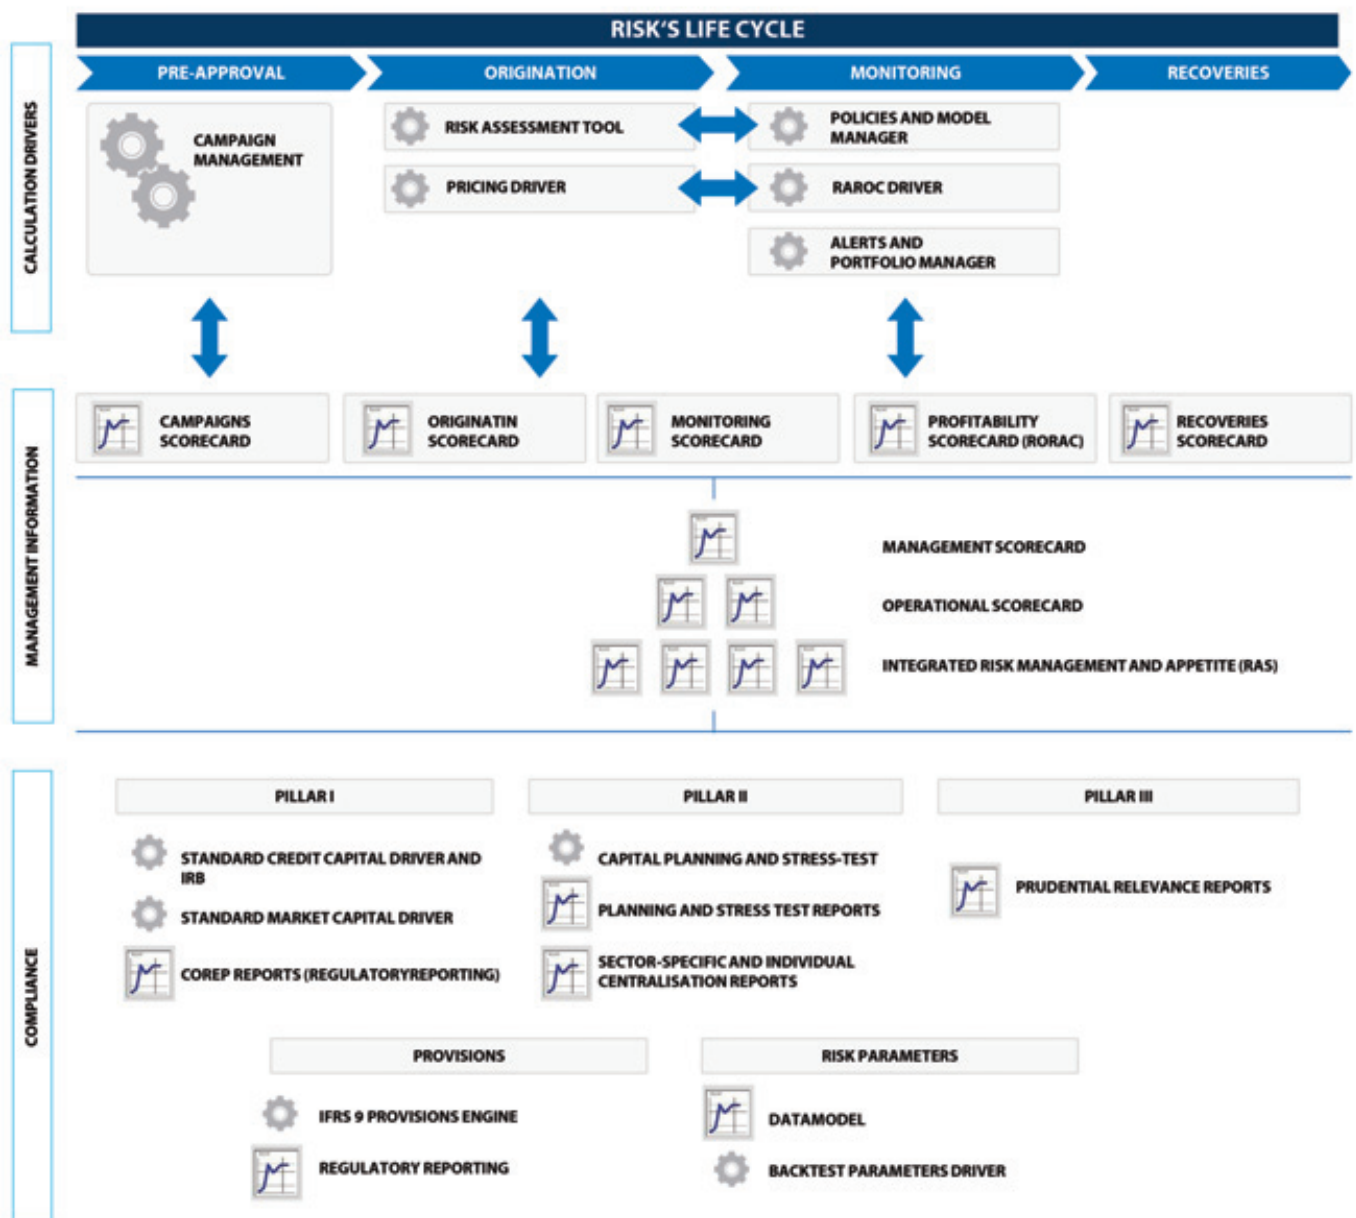 RISK'S LIFE CYCLE
PRE-APPROVAL
ORIGINATION
MONITORING
RECOVERIES
CALCULATION DRIVERS
CAMPAIGN
MANAGEMENT
RISK ASSESSMENT TOOL
POLICIES AND MODEL
MANAGER
PRICING DRIVER
RAROC DRIVER
ALERTS AND
PORTFOLIO MANAGER
MANAGEMENT INFORMATION
CAMPAIGNS
SCORECARD
ORIGINATIN
SCORECARD
MONITORING
SCORECARD
PROFITABILITY
SCORECARD (RORAC)
RECOVERIES
SCORECARD
MANAGEMENT SCORECARD
OPERATIONAL SCORECARD
INTEGRATED RISK MANAGEMENT AND APPETITE (RAS)
COMPLIANCE
PILLAR I
STANDARD CREDIT CAPITAL DRIVER AND
IRB
STANDARD MARKET CAPITAL DRIVER
COREP REPORTS (REGULATORYREPORTING)
PILLAR II
CAPITAL PLANNING AND STRESS-TEST
PLANNING AND STRESS TEST REPORTS
SECTOR-SPECIFIC AND INDIVIDUAL
CENTRALISATION REPORTS
PILLAR III
PRUDENTIAL RELEVANCE REPORTS
PROVISIONS
IFRS 9 PROVISIONS ENGINE
REGULATORY REPORTING
RISK PARAMETERS
DATAMODEL
BACKTEST PARAMETERS DRIVER